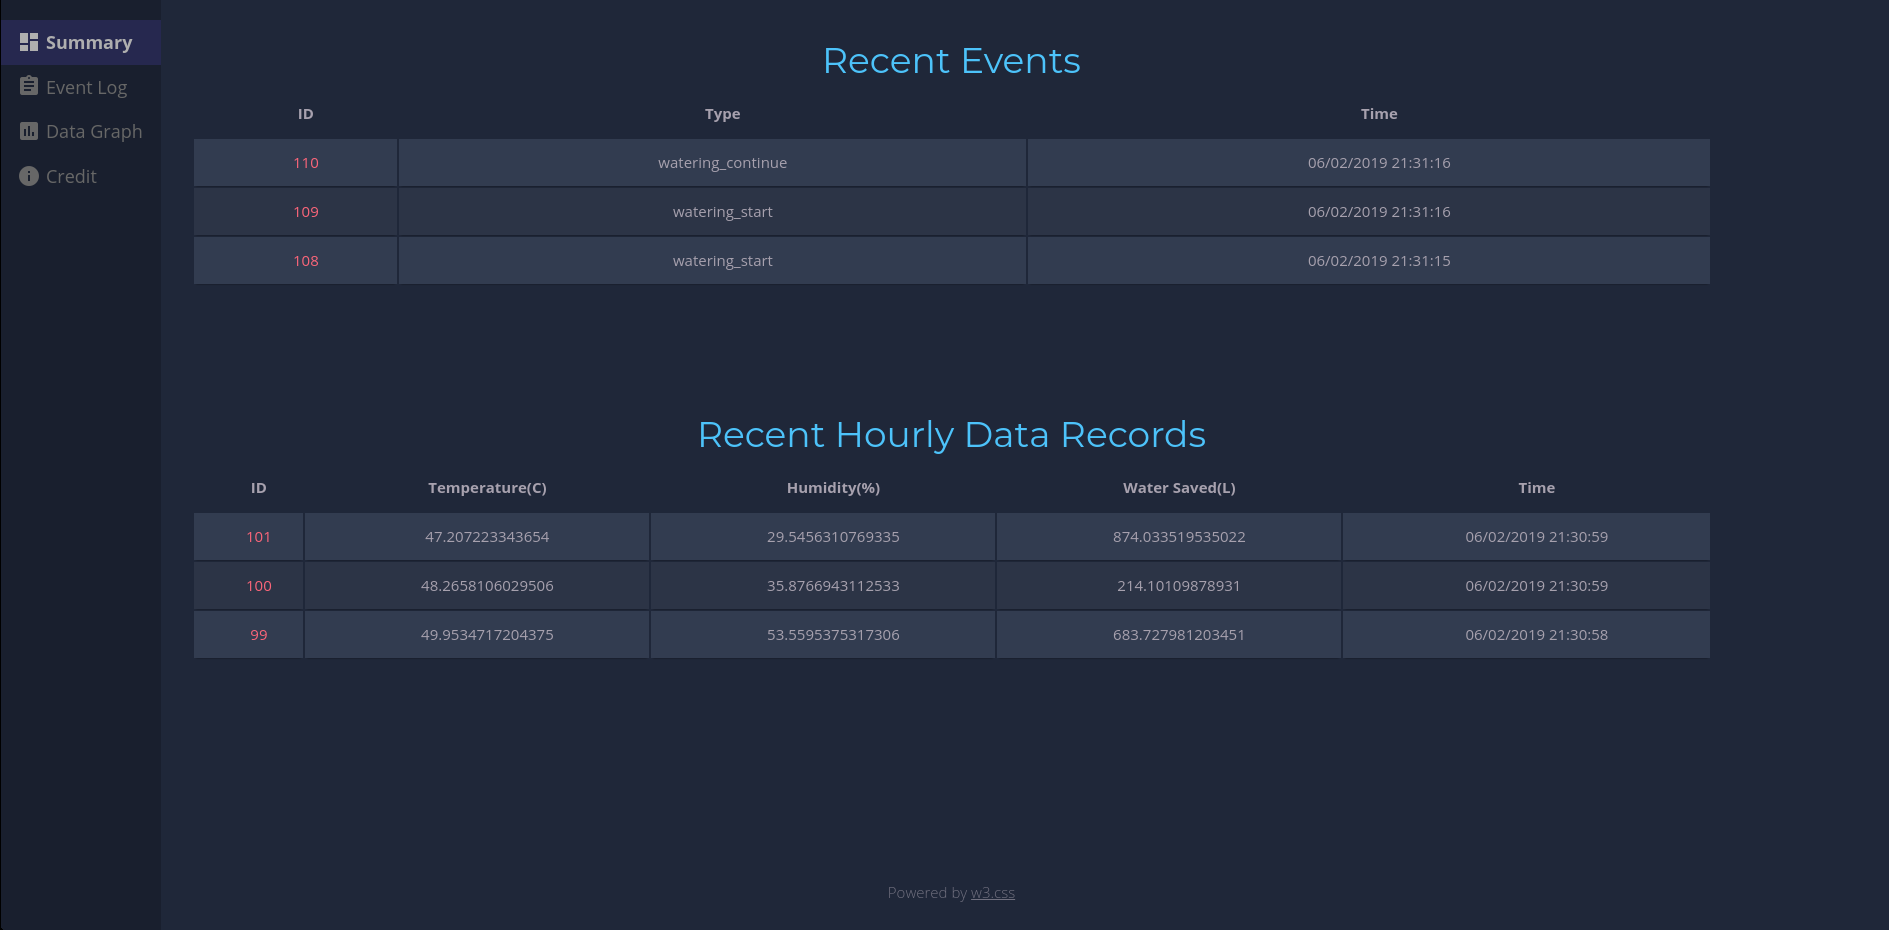 Summary
Event Log
Data Graph
Credit
Recent Events
ID Type Time
110 watering_continue 06/02/2019 21:31:16
109 watering_start 06/02/2019 21:31:16
108 watering_start 06/02/2019 21:31:15
Recent Hourly Data Records
ID Temperature(C) Humidity(%) Water Saved(L) Time
101 47.207223343654 29.5456310769335 874.033519535022 06/02/2019 21:30:59
100 48.2658106029506 35.8766943112533 214.10109878931 06/02/2019 21:30:59
99 49.9534717204375 53.5595375317306 683.727981203451 06/02/2019 21:30:58
Powered by w3.css